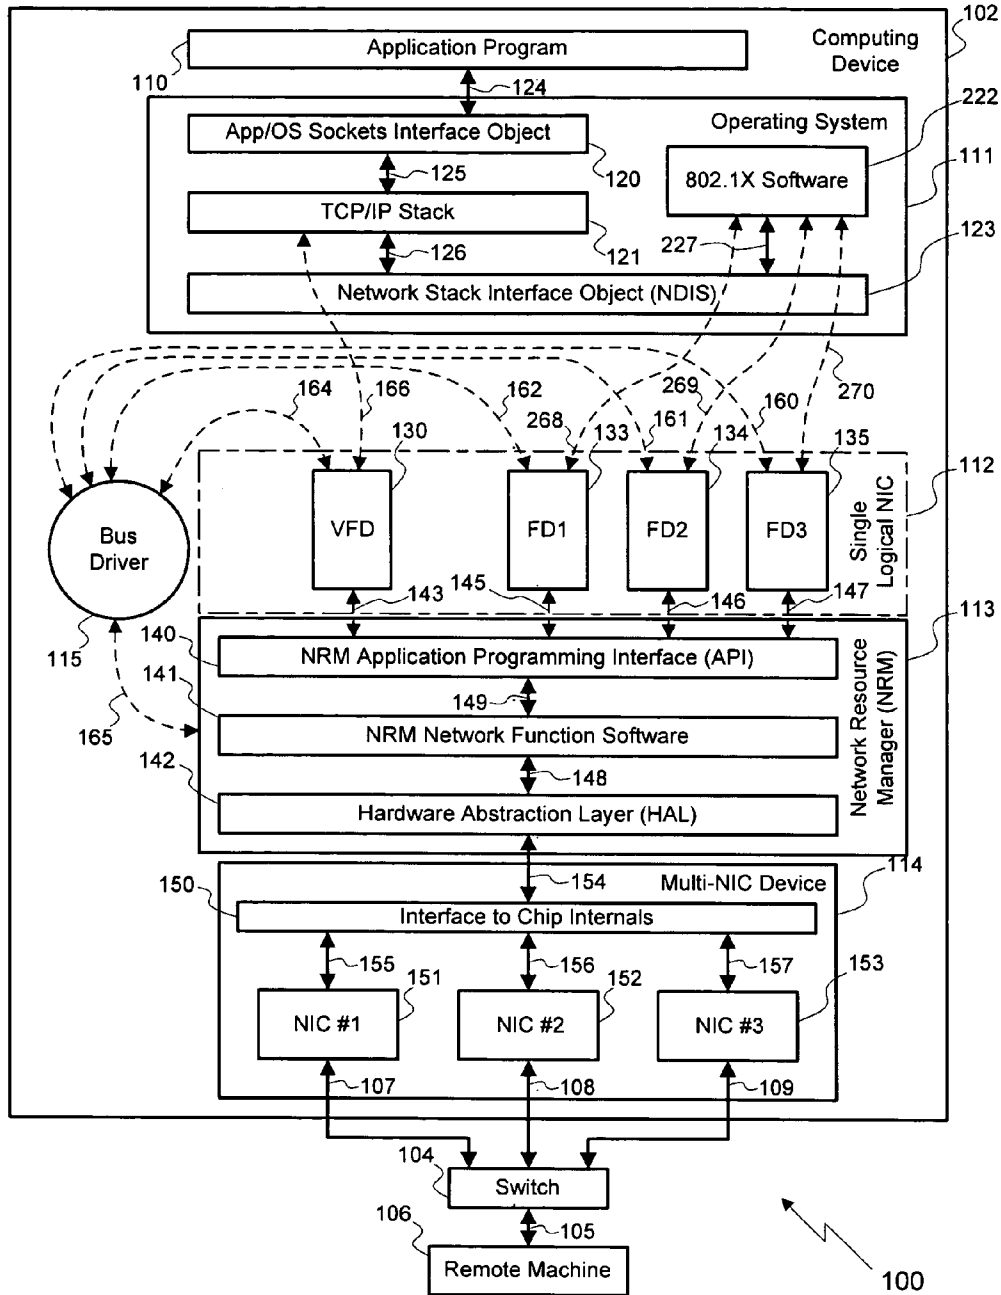 102
Application Program
Computing
Device
110
124
222
App/OS Sockets Interface Object
Operating System
111
125
120
802.1X Software
TCP/IP Stack
123
126
121
227
Network Stack Interface Object (NDIS)
164
166
162
269
270
268
161
160
130
133
134
135
112
Bus
Driver
VFD
FD1
FD2
FD3
Single
Logical NIC
143
145
146
147
113
115
140
NRM Application Programming Interface (API)
141
149
165
NRM Network Function Software
142
148
Hardware Abstraction Layer (HAL)
Network Resource
Manager (NRM)
114
154
Multi-NIC Device
150
Interface to Chip Internals
155
156
157
151
152
153
NIC #1
NIC #2
NIC #3
107
108
109
104
Switch
106
105
Remote Machine
100